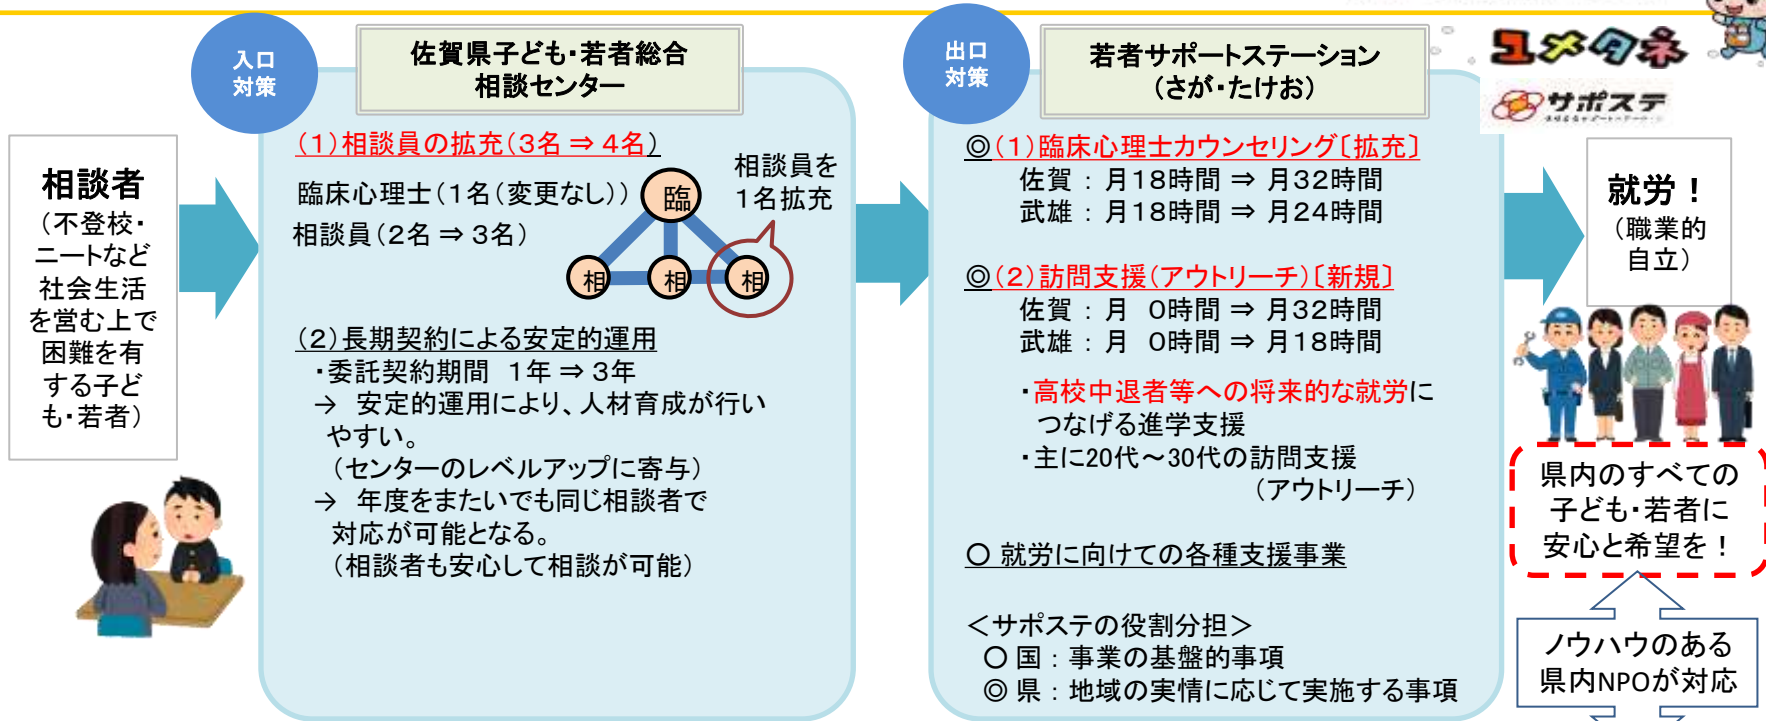 入口
対策
佐賀県子ども・若者総合
相談センター
相談者
(不登校・
ニートなど
社会生活
を営む上で
困難を有
する子ど
も・若者)
(1)相談員の拡充(3名 ⇒ 4名)
臨床心理士(1名(変更なし))
相談員(2名 ⇒ 3名)
臨
相
相
相
相談員を
1名拡充
(2)長期契約による安定的運用
・委託契約期間 1年 ⇒ 3年
→ 安定的運用により、人材育成が行い
やすい。
(センターのレベルアップに寄与)
→ 年度をまたいでも同じ相談者で
対応が可能となる。
(相談者も安心して相談が可能)
出口
対策
若者サポートステーション
(さが・たけお)
◎(1)臨床心理士カウンセリング〔拡充〕
佐賀 : 月18時間 ⇒ 月32時間
武雄 : 月18時間 ⇒ 月24時間
◎(2)訪問支援(アウトリーチ)〔新規〕
佐賀 : 月 0時間 ⇒ 月32時間
武雄 : 月 0時間 ⇒ 月18時間
・高校中退者等への将来的な就労に
つなげる進学支援
・主に20代~30代の訪問支援
(アウトリーチ)
○ 就労に向けての各種支援事業
<サポステの役割分担>
○ 国 : 事業の基盤的事項
◎ 県 : 地域の実情に応じて実施する事項
ユメタネ
サポステ
就労!
(職業的
自立)
県内のすべての
子ども・若者に
安心と希望を!
ノウハウのある
県内NPOが対応